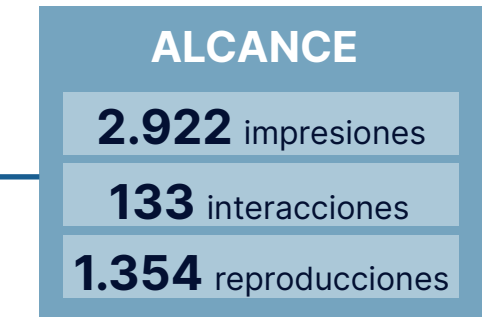 ALCANCE
2.922 impresiones
133 interacciones
1.354 reproducciones